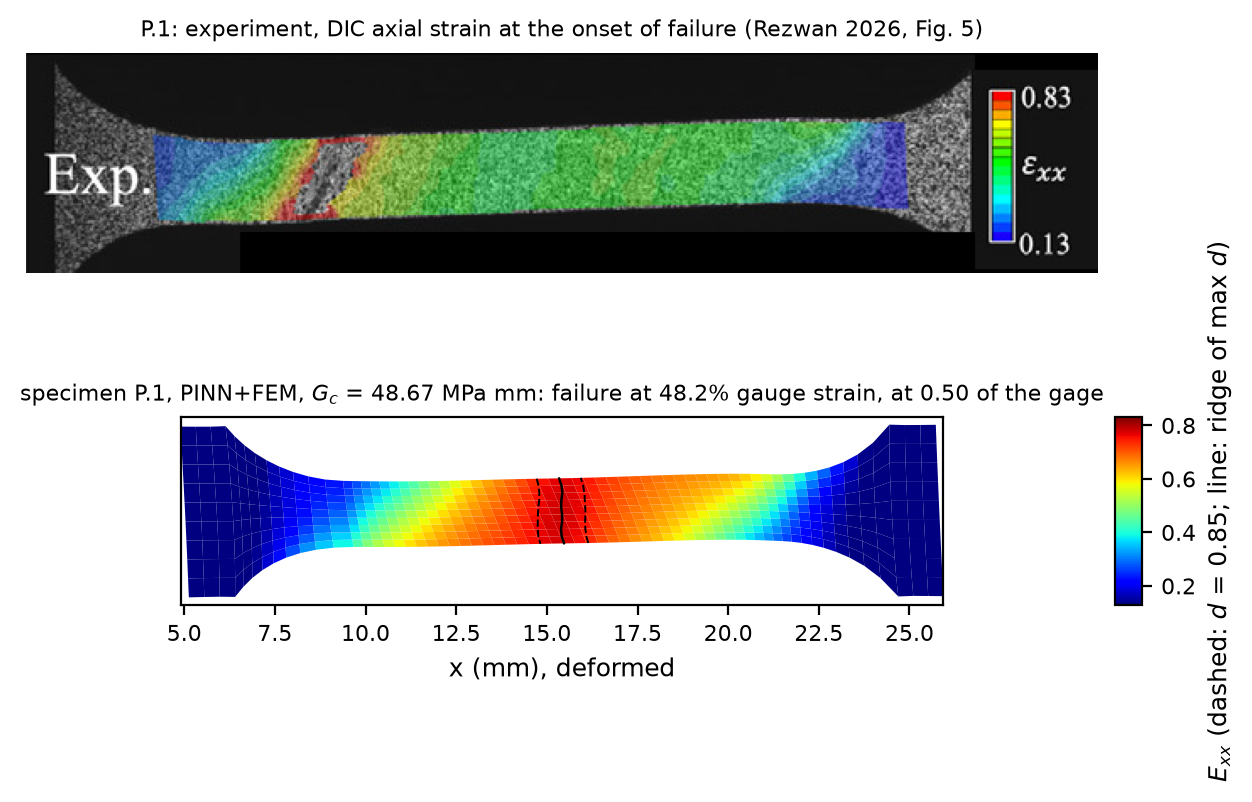 P.1: experiment, DIC axial strain at the onset of failure (Rezwan 2026, Fig. 5)
Exp.
0.83
εxx
0.13
specimen P.1, PINN+FEM, Gc = 48.67 MPa mm: failure at 48.2% gauge strain, at 0.50 of the gage
0.8
0.6
0.4
0.2
Exx (dashed: d = 0.85; line: ridge of max d)
5.0 7.5 10.0 12.5 15.0 17.5 20.0 22.5 25.0
x (mm), deformed